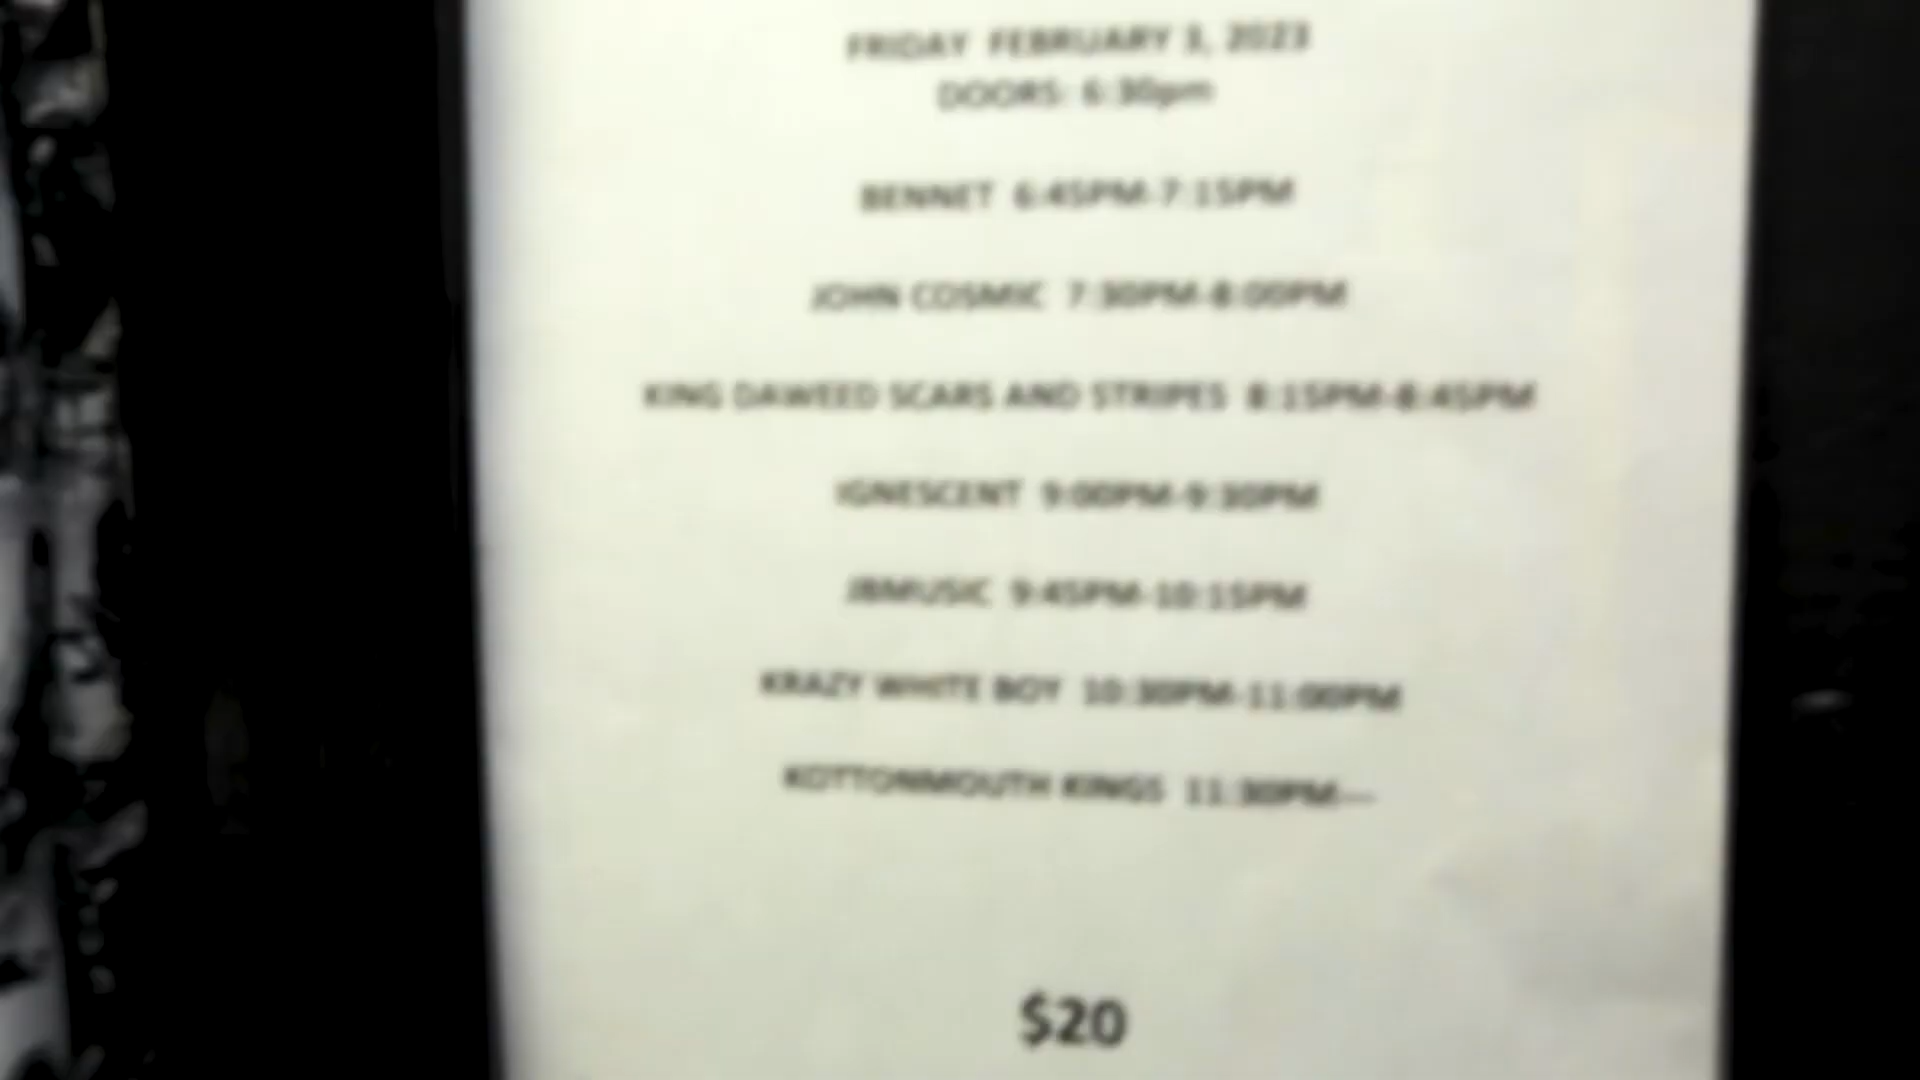 FRIDAY FEBRUARY 3, 2023
DOORS: 6:30pm
BENNET 6:45PM-7:15PM
JOHN COSMIC 7:30PM-8:00PM
KING DAWEED SCARS AND STRIPES 8:15PM-8:45PM
IGNESCENT 9:00PM-9:30PM
JBMUSIC 9:45PM-10:15PM
KRAZY WHITE BOY 10:30PM-11:00PM
KOTTONMOUTH KINGS 11:30PM---
$20